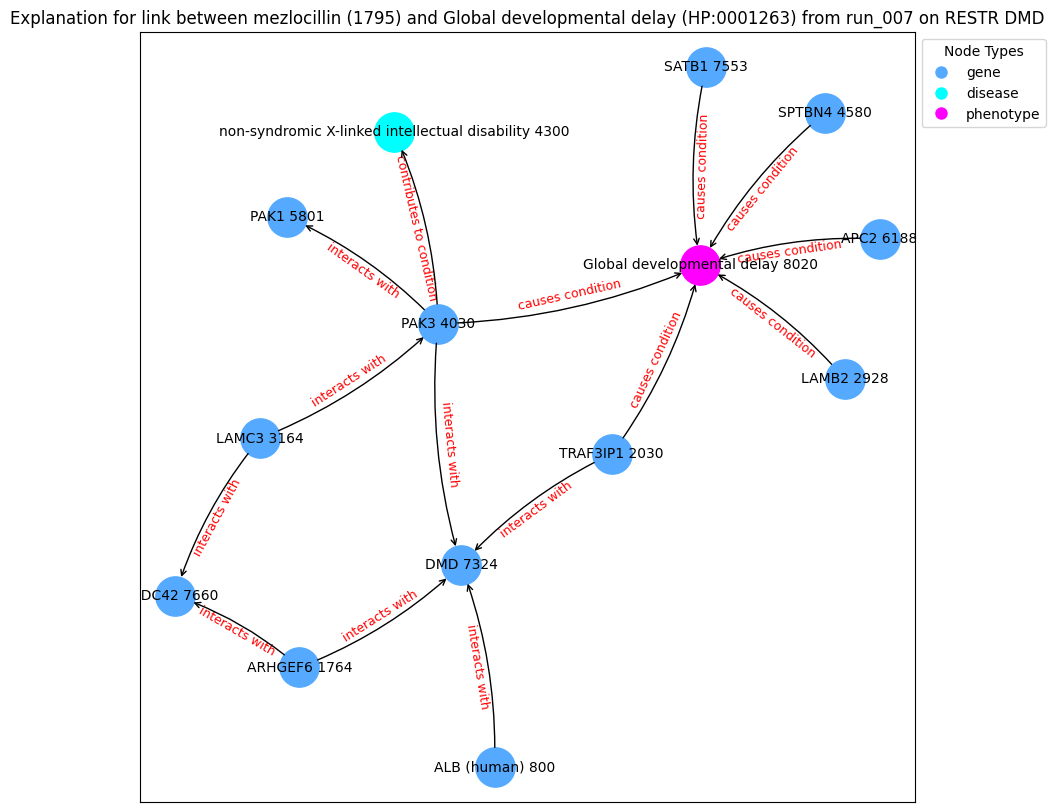 Explanation for link between mezlocillin (1795) and Global developmental delay (HP:0001263) from run_007 on RESTR DMD
Node Types
gene
disease
phenotype
SATB1 7553
SPTBN4 4580
non-syndromic X-linked intellectual disability 4300
causes condition
causes condition
contributes to condition
PAK1 5801
APC2 6188
causes condition
interacts with
Global developmental delay 8020
causes condition
causes condition
PAK3 4030
causes condition
interacts with
LAMB2 2928
interacts with
LAMC3 3164
TRAF3IP1 2030
interacts with
interacts with
DMD 7324
DC42 7660
interacts with
interacts with
ARHGEF6 1764
interacts with
ALB (human) 800